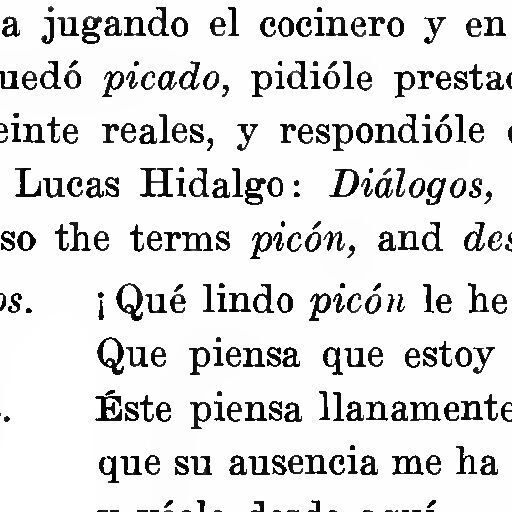 a jugando el cocinero y en
uedó picado, pidióle presta
einte reales, y respondióle
Lucas Hidalgo: Diálogos,
so the terms picón, and des
os. ¡Qué lindo picón le he
Que piensa que estoy
Éste piensa llanamente
que su ausencia me ha